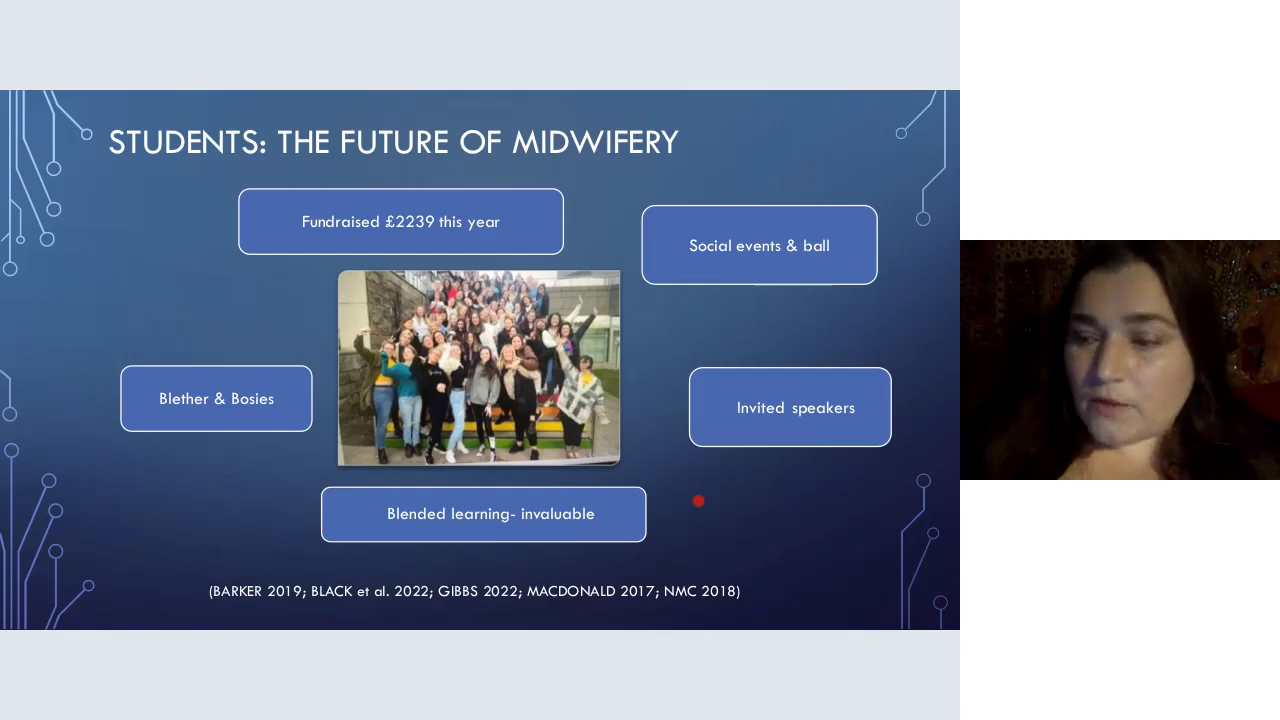 STUDENTS: THE FUTURE OF MIDWIFERY
Fundraised £2239 this year
Social events & ball
Blether & Bosies
Invited speakers
Blended learning- invaluable
(BARKER 2019; BLACK et al. 2022; GIBBS 2022; MACDONALD 2017; NMC 2018)